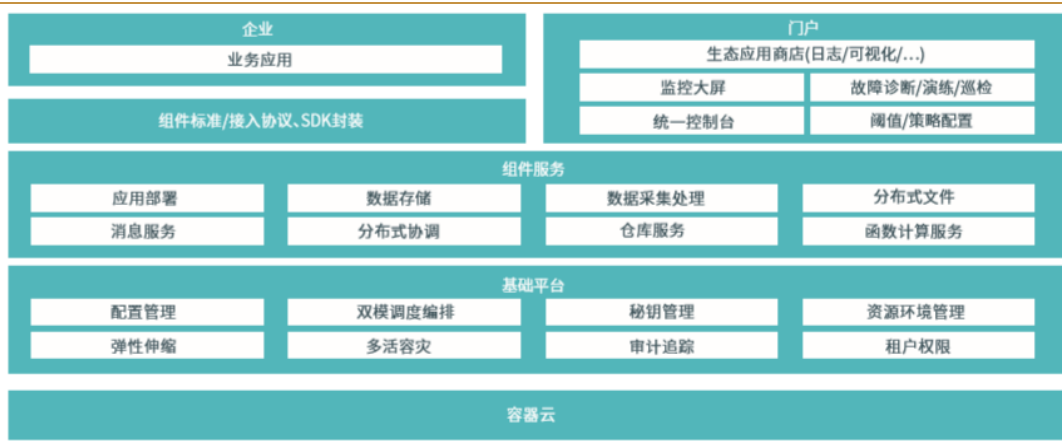 企业
业务应用
组件标准/接入协议、SDK封装
门户
生态应用商店(日志/可视化/...)
监控大屏 故障诊断/演练/巡检
统一控制台 阈值/策略配置
组件服务
应用部署 数据存储 数据采集处理 分布式文件
消息服务 分布式协调 仓库服务 函数计算服务
基础平台
配置管理 双模调度编排 秘钥管理 资源环境管理
弹性伸缩 多活容灾 审计追踪 租户权限
容器云